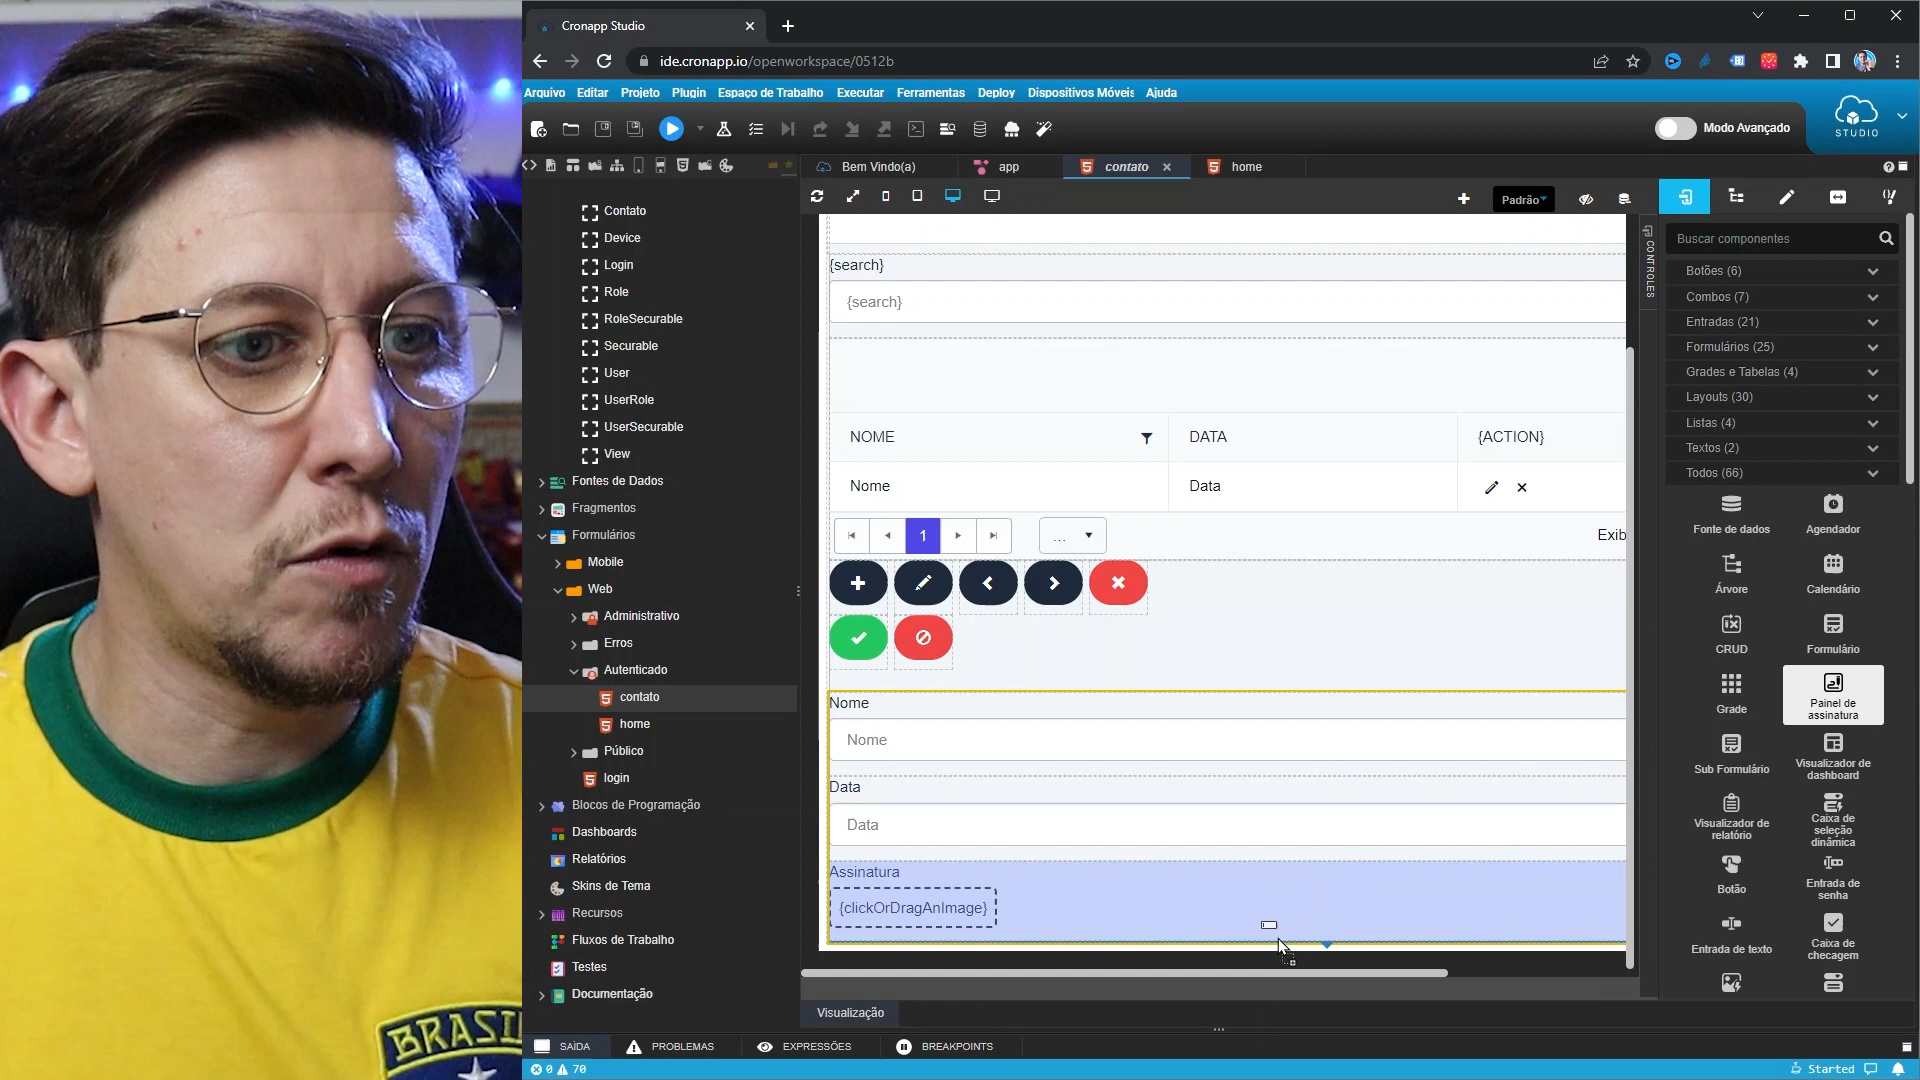 Cronapp Studio
ide.cronapp.io/openworkspace/0512b
Arquivo Editar Projeto Plugin Espaço de Trabalho Executar Ferramentas Deploy Dispositivos Móveis Ajuda
Modo Avançado
STUDIO
Bem Vindo(a)
app
contato
home
Padrão
Contato
Device
Login
Role
RoleSecurable
Securable
User
UserRole
UserSecurable
View
Fontes de Dados
Fragmentos
Formulários
Mobile
Web
Administrativo
Erros
Autenticado
contato
home
Público
login
Blocos de Programação
Dashboards
Relatórios
Skins de Tema
Recursos
Fluxos de Trabalho
Testes
Documentação
{search}
{search}
NOME DATA {ACTION}
Nome Data
1 ... Exib
Nome
Nome
Data
Data
Assinatura
{clickOrDragAnImage}
Visualização
CONTROLES
Buscar componentes
Botões (6)
Combos (7)
Entradas (21)
Formulários (25)
Grades e Tabelas (4)
Layouts (30)
Listas (4)
Textos (2)
Todos (66)
Fonte de dados
Agendador
Árvore
Calendário
CRUD
Formulário
Grade
Painel de
assinatura
Sub Formulário
Visualizador de
dashboard
Visualizador de
relatório
Caixa de
seleção
dinâmica
Botão
Entrada de
senha
Entrada de texto
Caixa de
checagem
SAÍDA PROBLEMAS EXPRESSÕES BREAKPOINTS
0 70
Started
BRASIL